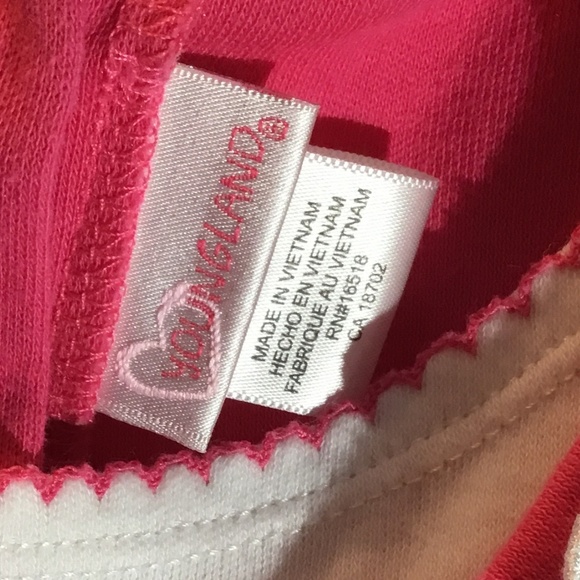 YOUNGLAND®
MADE IN VIETNAM
HECHO EN VIETNAM
FABRIQUE AU VIETNAM
RN#16518
CA 18702